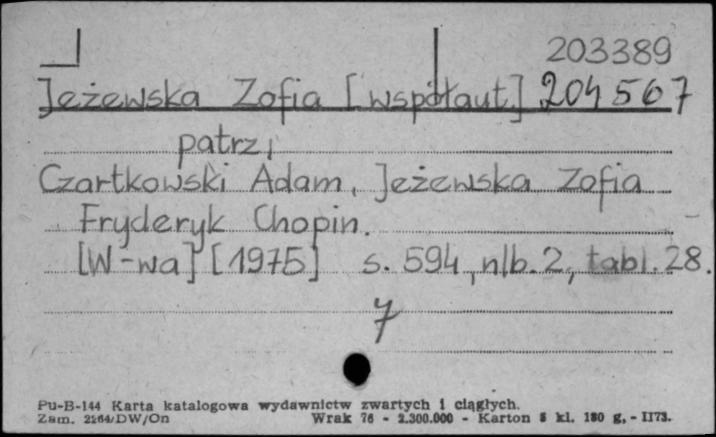 203389
Jeżewska Zofia [współaut.] 204567
patrz:
Czartkowski Adam, Jeżewska Zofia
Fryderyk Chopin.
[W-wa] [1975] s. 594, nlb. 2, tabl. 28.
7
Pu-B-144 Karta katalogowa wydawnictw zwartych i ciągłych.
Zam. 2264/DW/On Wrak 76 - 2.300.000 - Karton 8 kl. 180 g. - II73.